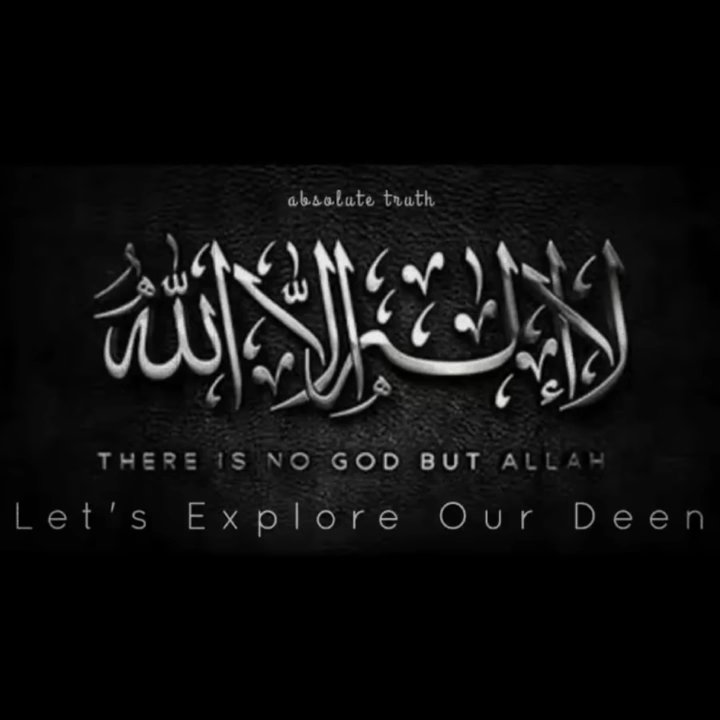 absolute truth
لا إله إلا الله
THERE IS NO GOD BUT ALLAH
Let's Explore Our Deen